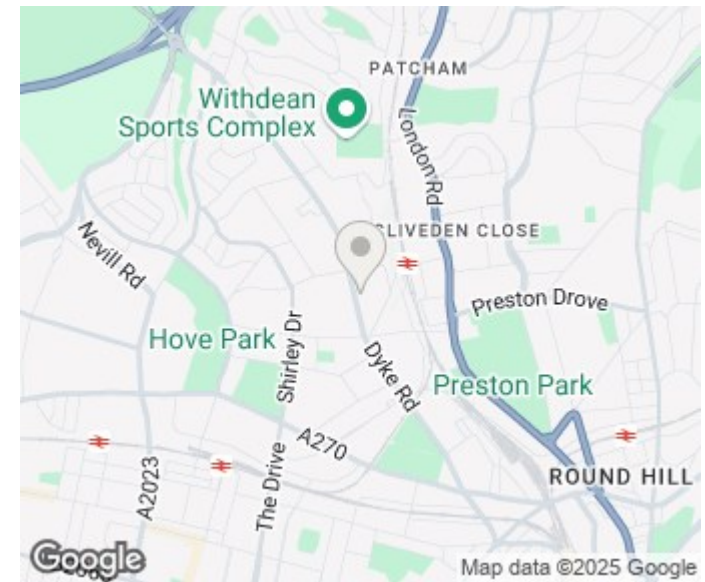 PATCHAM
Withdean
Sports Complex
London Rd
CLIVEDEN CLOSE
Nevill Rd
Preston Drove
Hove Park
Shirley Dr
Dyke Rd
Preston Park
A270
The Drive
A2023
ROUND HILL
Google
Map data ©2025 Google